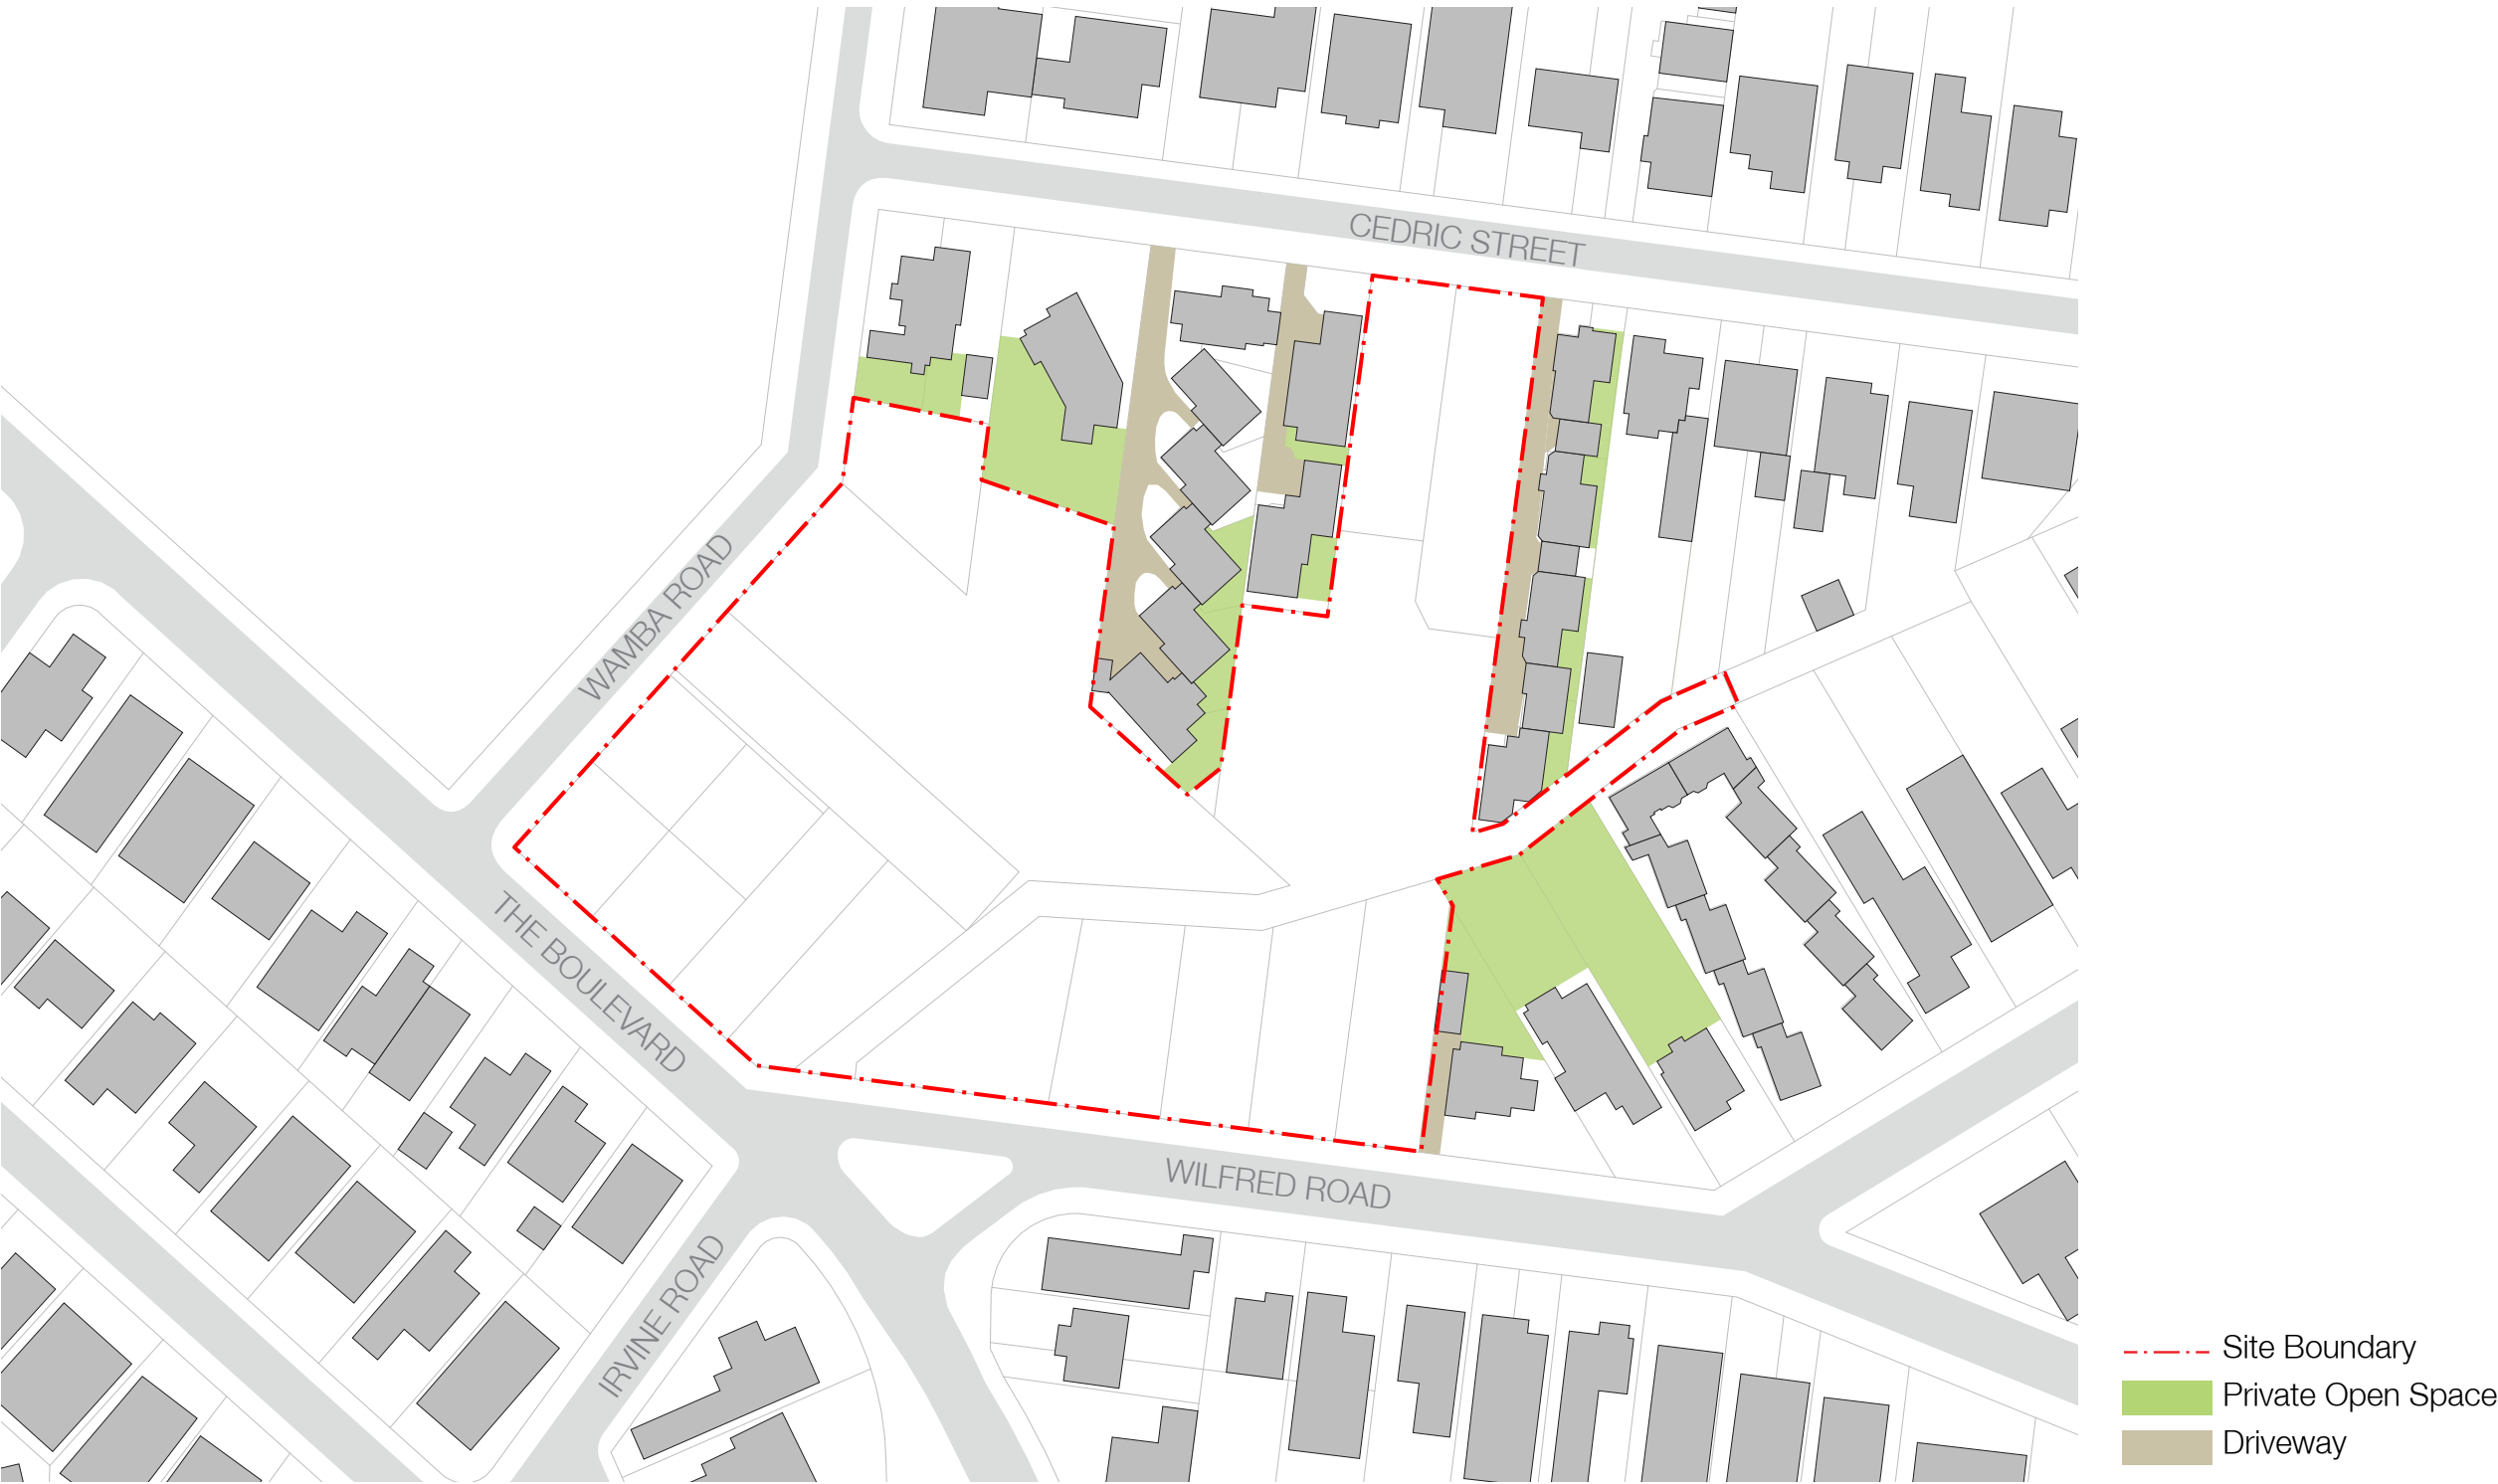 CEDRIC STREET
WAMBA ROAD
THE BOULEVARD
WILFRED ROAD
IRVINE ROAD
Site Boundary
Private Open Space
Driveway